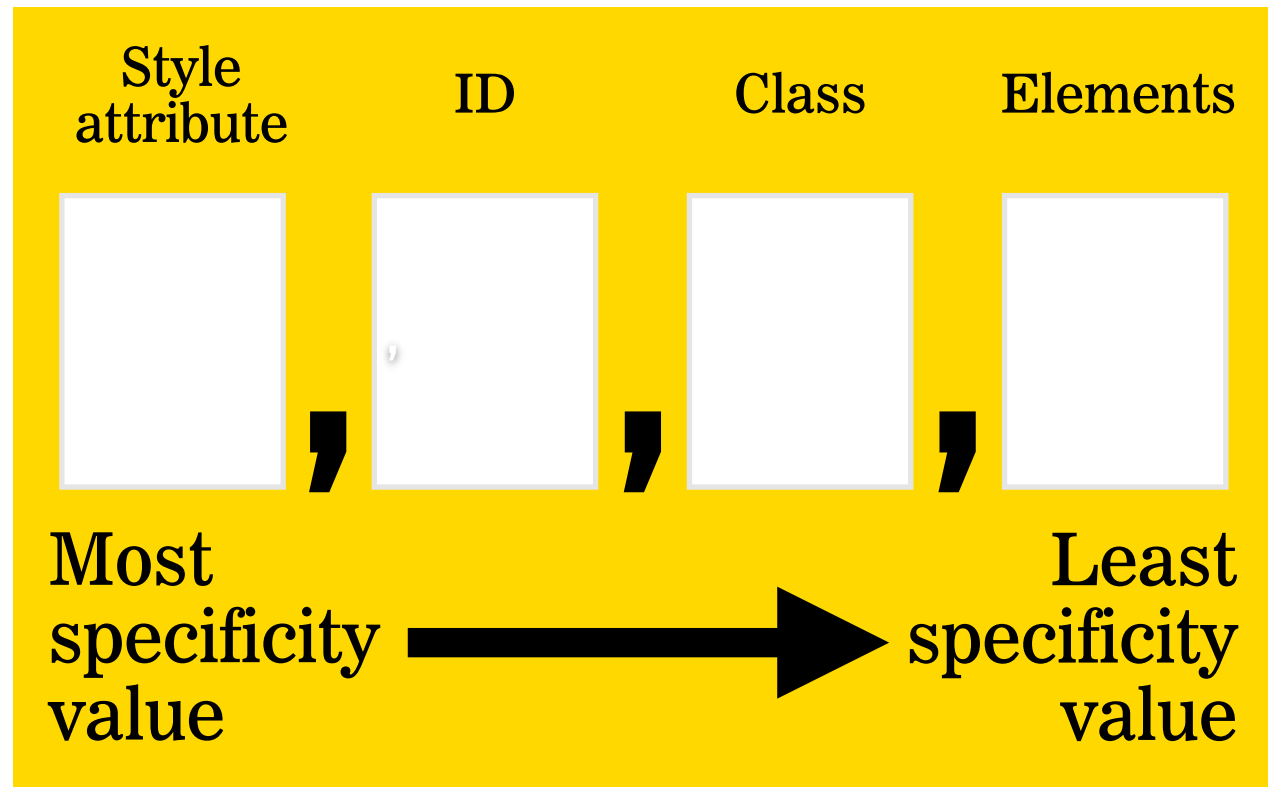 Style
attribute
ID
Class
Elements
, , , ,
Most
specificity
value
Least
specificity
value